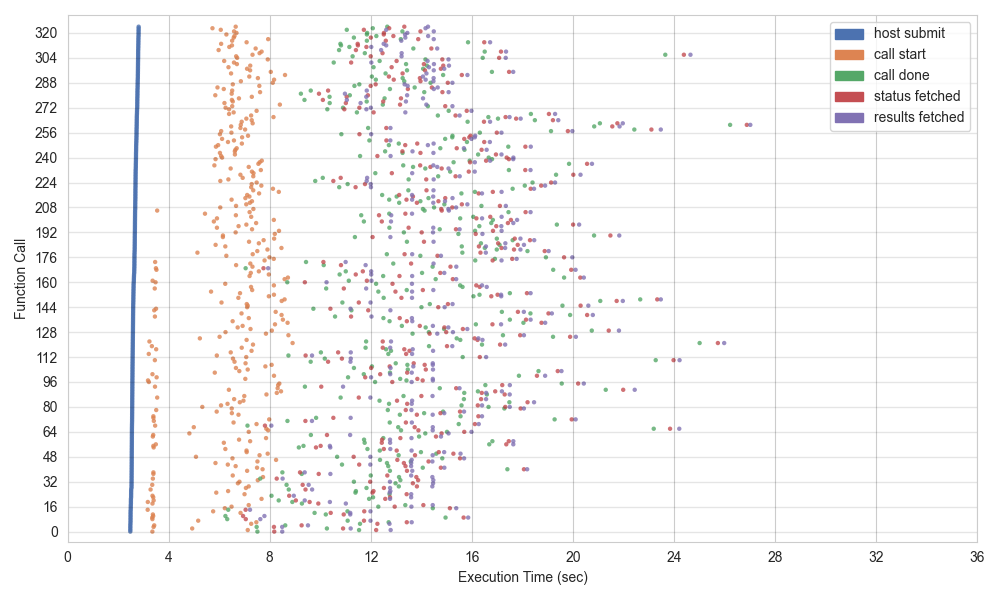 320
304
288
272
256
240
224
208
192
176
160
144
128
112
96
80
64
48
32
16
0
Function Call
0 4 8 12 16 20 24 28 32 36
Execution Time (sec)
host submit
call start
call done
status fetched
results fetched